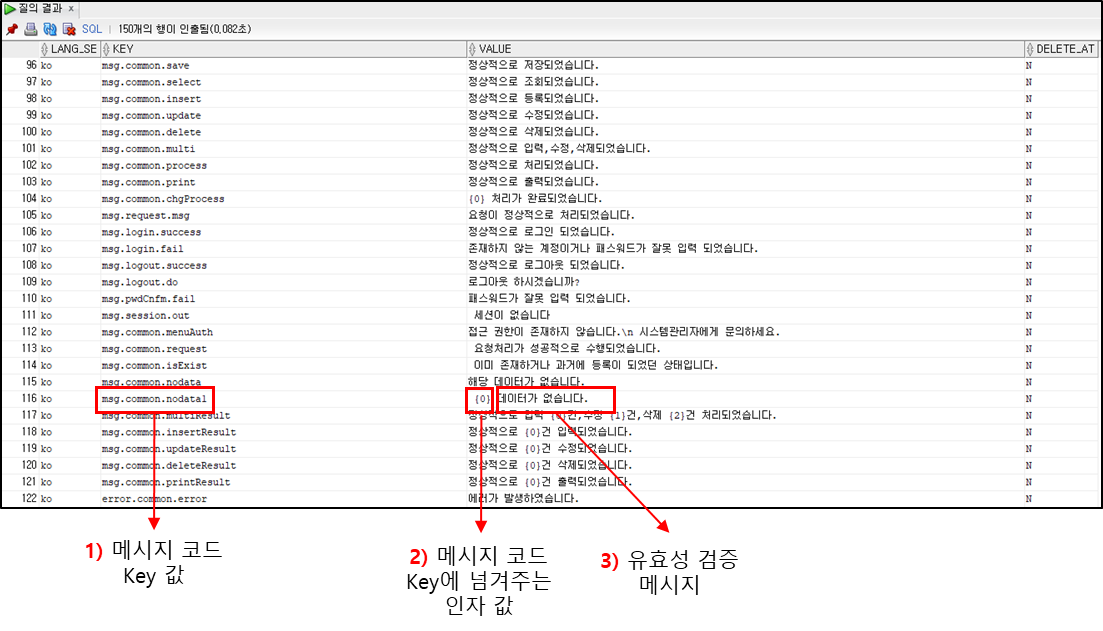 질의 결과 x
SQL | 150개의 행이 인출됨(0,082초)
LANG_SE KEY VALUE DELETE_AT
96 ko msg.common.save 정상적으로 저장되었습니다. N
97 ko msg.common.select 정상적으로 조회되었습니다. N
98 ko msg.common.insert 정상적으로 등록되었습니다. N
99 ko msg.common.update 정상적으로 수정되었습니다. N
100 ko msg.common.delete 정상적으로 삭제되었습니다. N
101 ko msg.common.multi 정상적으로 입력,수정,삭제되었습니다. N
102 ko msg.common.process 정상적으로 처리되었습니다. N
103 ko msg.common.print 정상적으로 출력되었습니다. N
104 ko msg.common.chgProcess {0} 처리가 완료되었습니다. N
105 ko msg.request.msg 요청이 정상적으로 처리되었습니다. N
106 ko msg.login.success 정상적으로 로그인 되었습니다. N
107 ko msg.login.fail 존재하지 않는 계정이거나 패스워드가 잘못 입력 되었습니다. N
108 ko msg.logout.success 정상적으로 로그아웃 되었습니다. N
109 ko msg.logout.do 로그아웃 하시겠습니까? N
110 ko msg.pwdCnfm.fail 패스워드가 잘못 입력 되었습니다. N
111 ko msg.session.out 세션이 없습니다 N
112 ko msg.common.menuAuth 접근 권한이 존재하지 않습니다.\n 시스템관리자에게 문의하세요. N
113 ko msg.common.request 요청처리가 성공적으로 수행되었습니다. N
114 ko msg.common.isExist 이미 존재하거나 과거에 등록이 되었던 상태입니다. N
115 ko msg.common.nodata 해당 데이터가 없습니다. N
116 ko msg.common.nodata1 {0} 데이터가 없습니다. N
117 ko msg.common.multiResult 정상적으로 입력 {0}건,수정 {1}건,삭제 {2}건 처리되었습니다. N
118 ko msg.common.insertResult 정상적으로 {0}건 입력되었습니다. N
119 ko msg.common.updateResult 정상적으로 {0}건 수정되었습니다. N
120 ko msg.common.deleteResult 정상적으로 {0}건 삭제되었습니다. N
121 ko msg.common.printResult 정상적으로 {0}건 출력되었습니다. N
122 ko error.common.error 에러가 발생하였습니다. N
1) 메시지 코드
Key 값
2) 메시지 코드
Key에 넘겨주는
인자 값
3) 유효성 검증
메시지